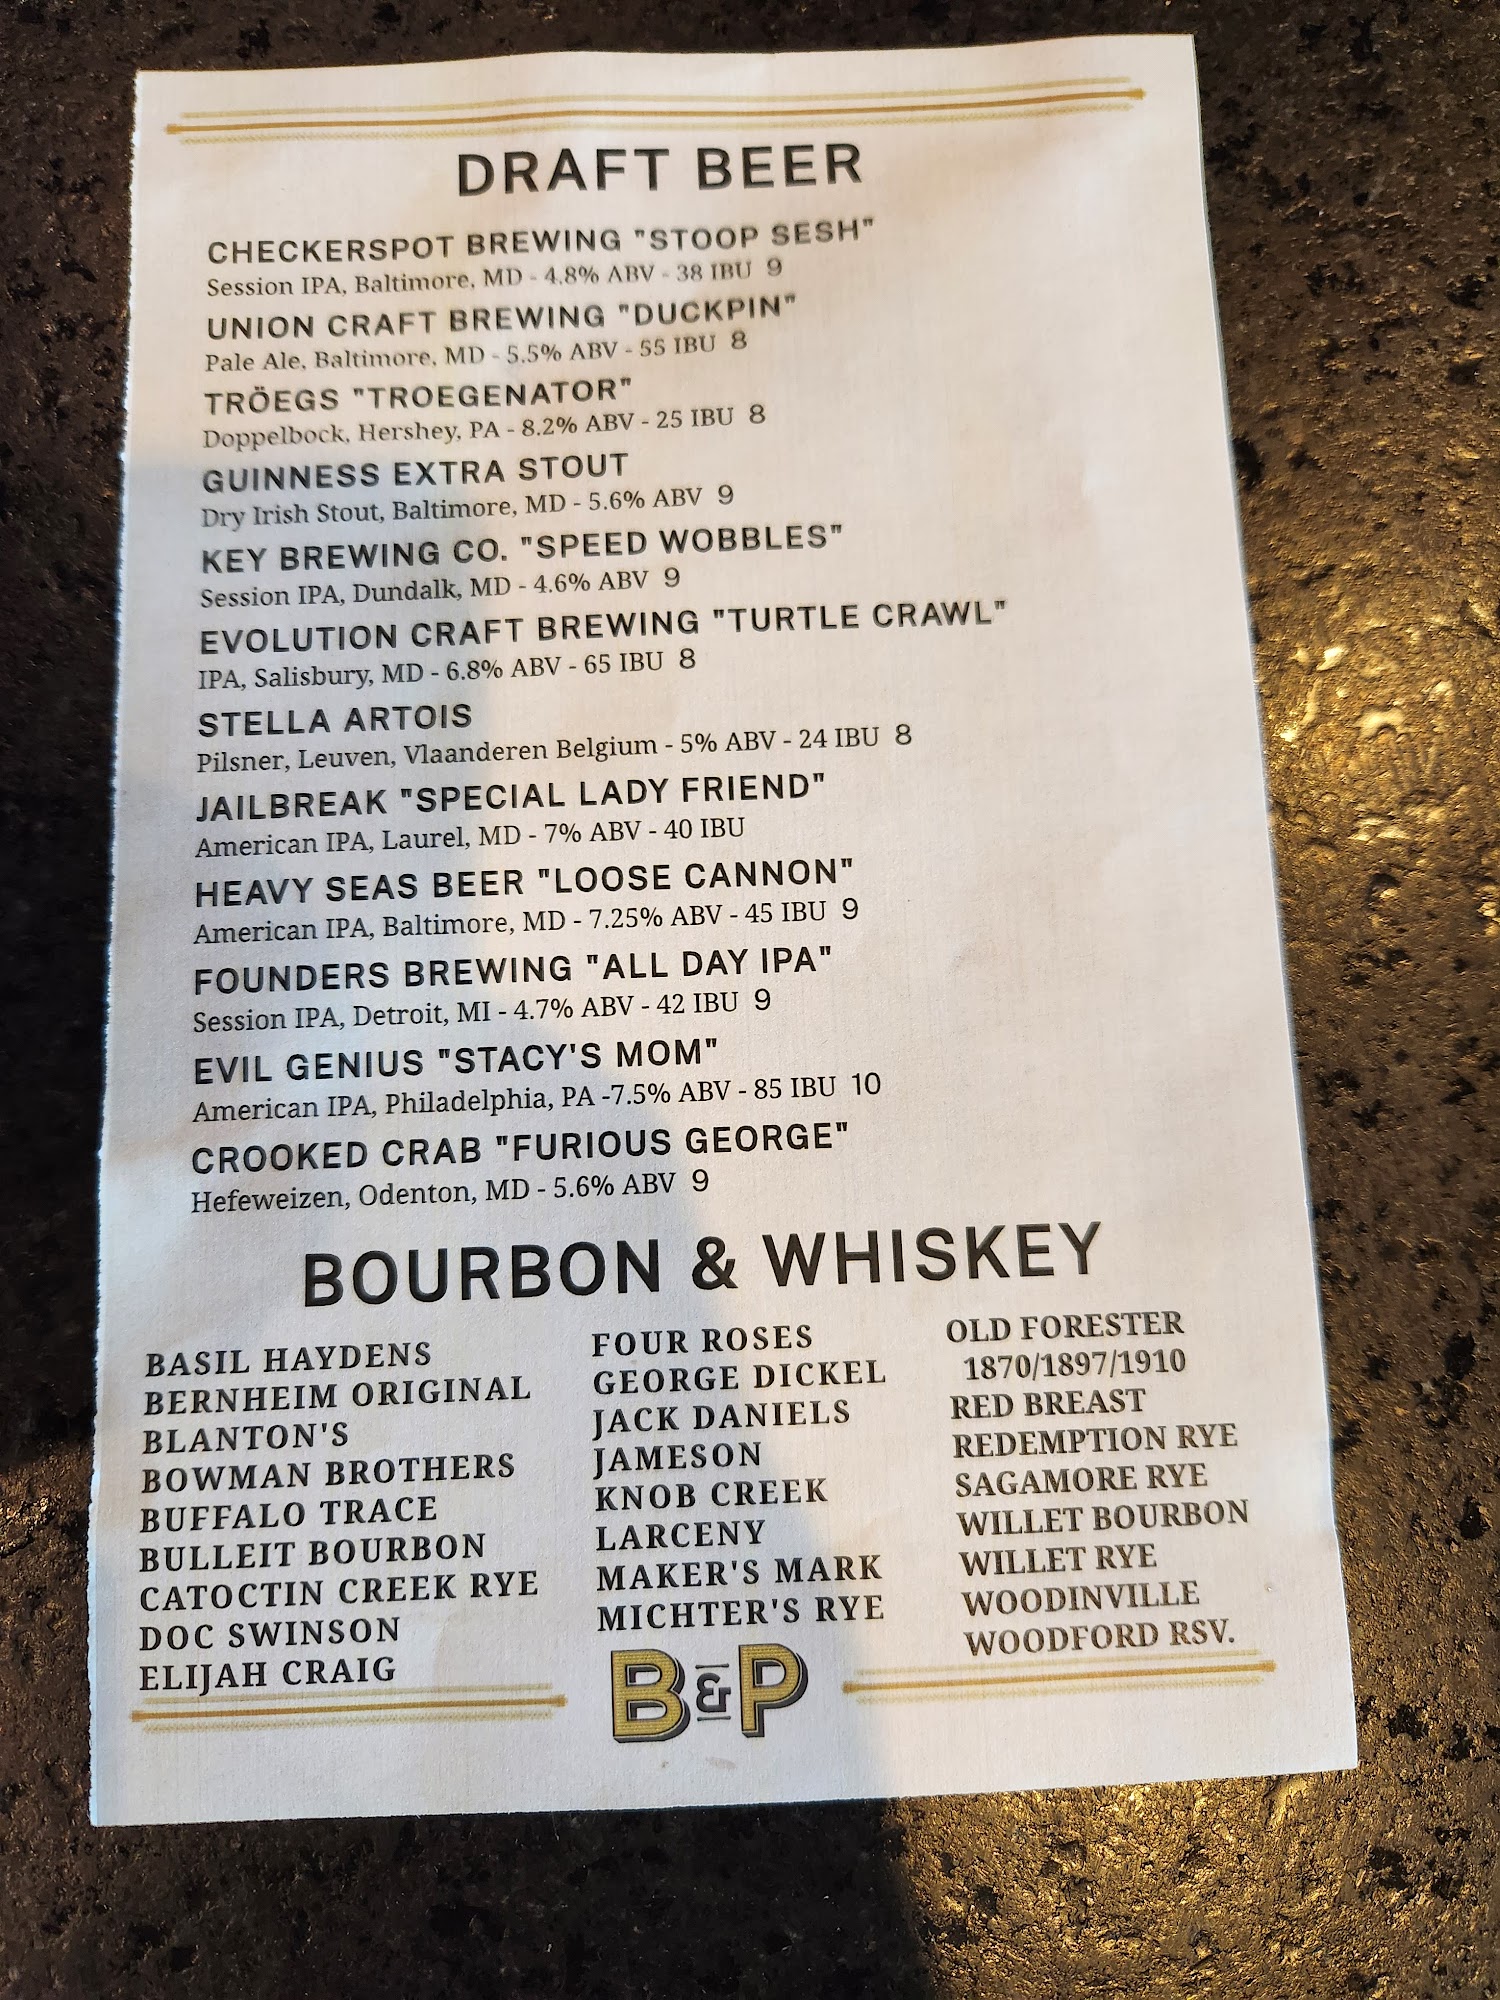 DRAFT BEER
CHECKERSPOT BREWING "STOOP SESH"
Session IPA, Baltimore, MD - 4.8% ABV - 38 IBU 9
UNION CRAFT BREWING "DUCKPIN"
Pale Ale, Baltimore, MD - 5.5% ABV - 55 IBU 8
TRÖEGS "TROEGENATOR"
Doppelbock, Hershey, PA - 8.2% ABV - 25 IBU 8
GUINNESS EXTRA STOUT
Dry Irish Stout, Baltimore, MD - 5.6% ABV 9
KEY BREWING CO. "SPEED WOBBLES"
Session IPA, Dundalk, MD - 4.6% ABV 9
EVOLUTION CRAFT BREWING "TURTLE CRAWL"
IPA, Salisbury, MD - 6.8% ABV - 65 IBU 8
STELLA ARTOIS
Pilsner, Leuven, Vlaanderen Belgium - 5% ABV - 24 IBU 8
JAILBREAK "SPECIAL LADY FRIEND"
American IPA, Laurel, MD - 7% ABV - 40 IBU
HEAVY SEAS BEER "LOOSE CANNON"
American IPA, Baltimore, MD - 7.25% ABV - 45 IBU 9
FOUNDERS BREWING "ALL DAY IPA"
Session IPA, Detroit, MI - 4.7% ABV - 42 IBU 9
EVIL GENIUS "STACY'S MOM"
American IPA, Philadelphia, PA -7.5% ABV - 85 IBU 10
CROOKED CRAB "FURIOUS GEORGE"
Hefeweizen, Odenton, MD - 5.6% ABV 9
BOURBON & WHISKEY
BASIL HAYDENS
BERNHEIM ORIGINAL
BLANTON'S
BOWMAN BROTHERS
BUFFALO TRACE
BULLEIT BOURBON
CATOCTIN CREEK RYE
DOC SWINSON
ELIJAH CRAIG
FOUR ROSES
GEORGE DICKEL
JACK DANIELS
JAMESON
KNOB CREEK
LARCENY
MAKER'S MARK
MICHTER'S RYE
OLD FORESTER
1870/1897/1910
RED BREAST
REDEMPTION RYE
SAGAMORE RYE
WILLET BOURBON
WILLET RYE
WOODINVILLE
WOODFORD RSV.
B&P